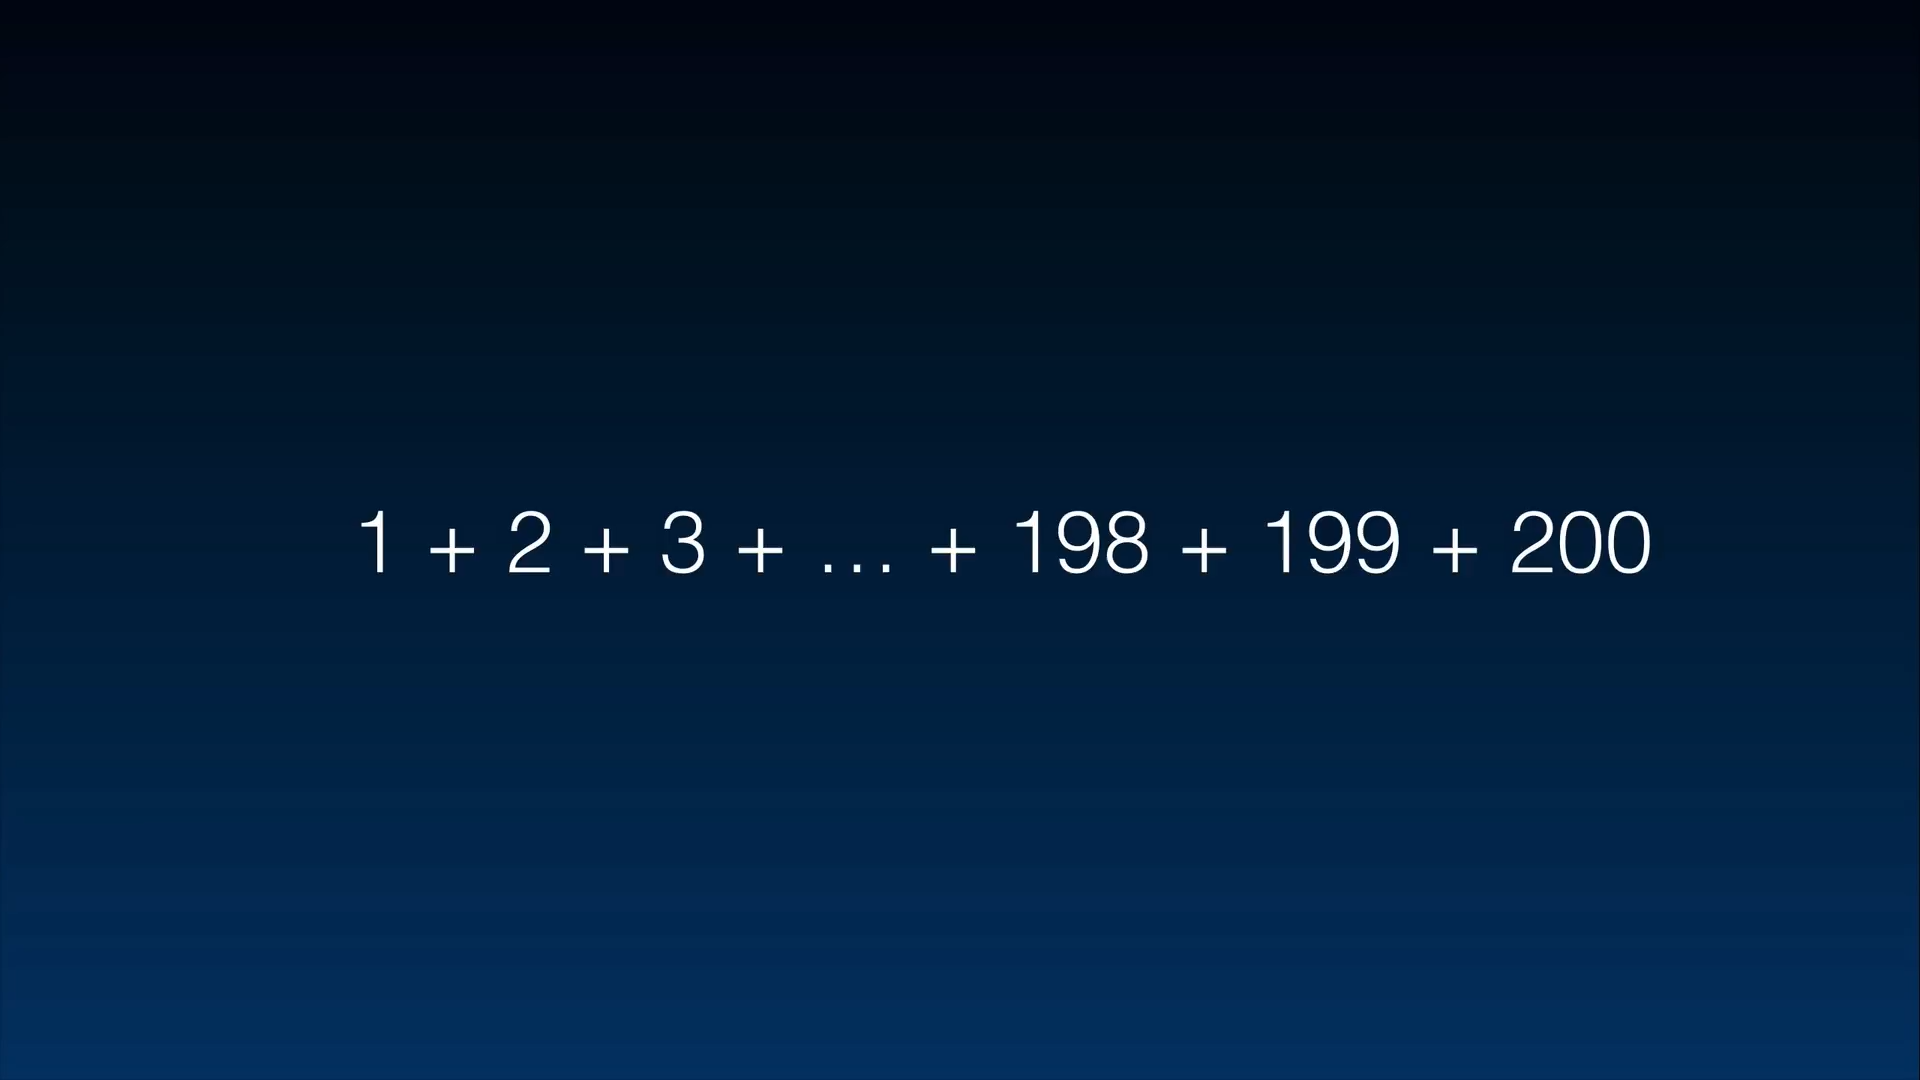 1 + 2 + 3 + … + 198 + 199 + 200